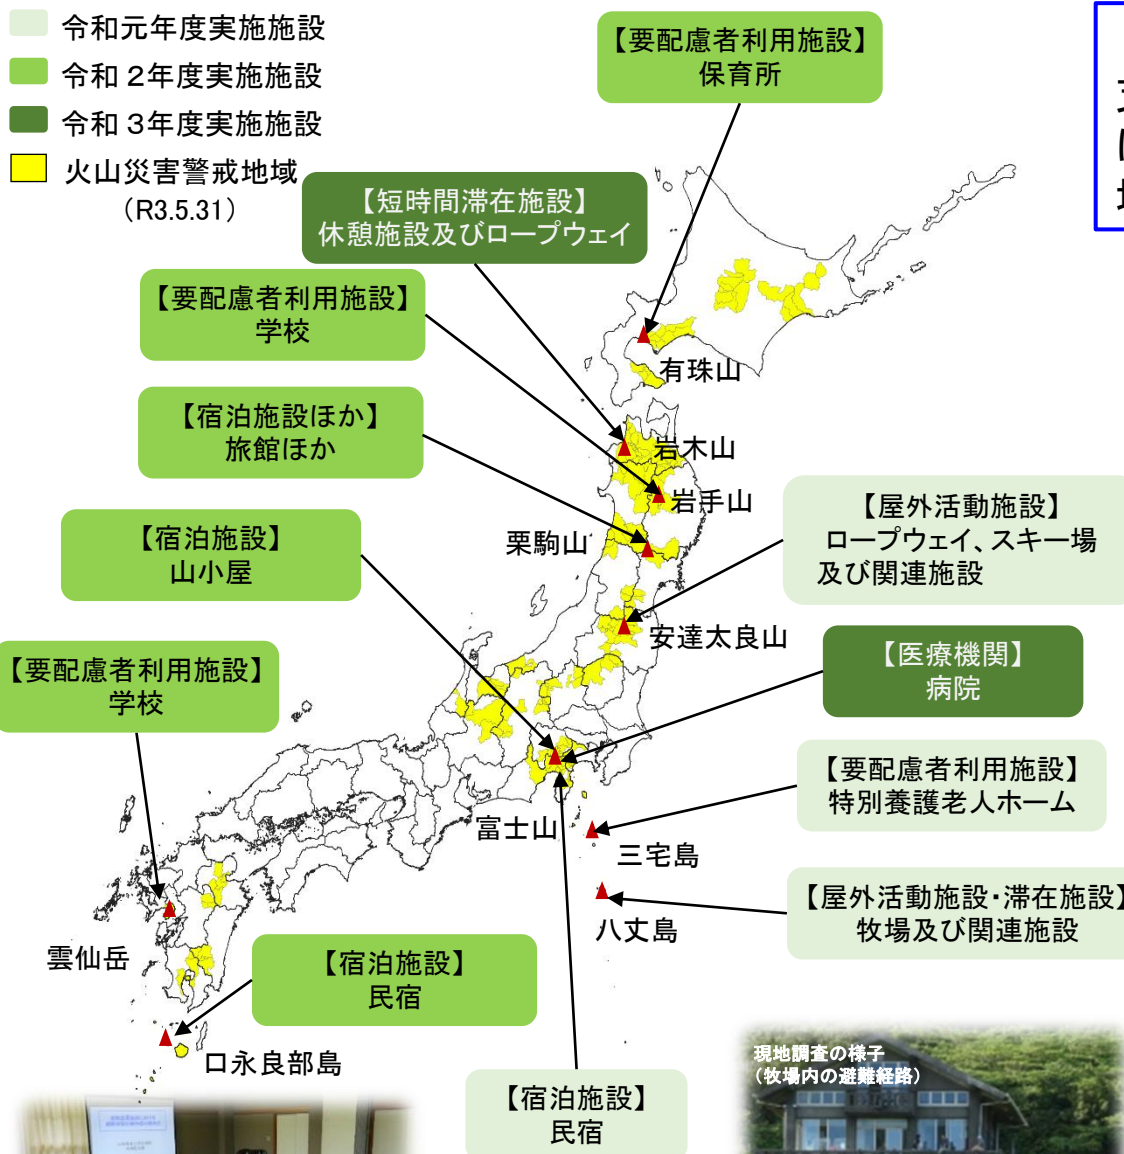 令和元年度実施施設
令和 2年度実施施設
令和 3年度実施施設
火山災害警戒地域
(R3.5.31)
【要配慮者利用施設】
保育所
【短時間滞在施設】
休憩施設及びロープウェイ
【要配慮者利用施設】
学校
有珠山
【宿泊施設ほか】
旅館ほか
岩木山
岩手山
【屋外活動施設】
ロープウェイ、スキー場
及び関連施設
【宿泊施設】
山小屋
栗駒山
安達太良山
【医療機関】
病院
【要配慮者利用施設】
学校
【要配慮者利用施設】
特別養護老人ホーム
富士山
三宅島
【屋外活動施設・滞在施設】
牧場及び関連施設
八丈島
雲仙岳
【宿泊施設】
民宿
口永良部島
【宿泊施設】
民宿
現地調査の様子
(牧場内の避難経路)